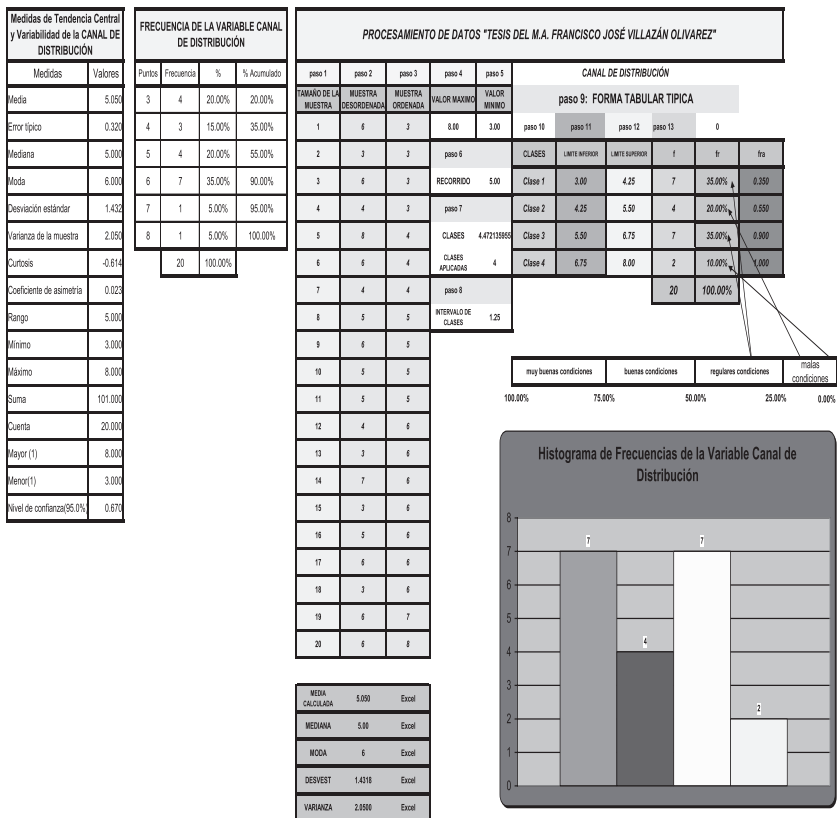 Medidas de Tendencia Central
y Variabilidad de la CANAL DE
DISTRIBUCIÓN
Medidas Valores
Media 5.050
Error típico 0.320
Mediana 5.000
Moda 6.000
Desviación estándar 1.432
Varianza de la muestra 2.050
Curtosis -0.614
Coeficiente de asimetría 0.023
Rango 5.000
Mínimo 3.000
Máximo 8.000
Suma 101.000
Cuenta 20.000
Mayor (1) 8.000
Menor(1) 3.000
Nivel de confianza(95.0%) 0.670
FRECUENCIA DE LA VARIABLE CANAL
DE DISTRIBUCIÓN
Puntos Frecuencia % % Acumulado
3 4 20.00% 20.00%
4 3 15.00% 35.00%
5 4 20.00% 55.00%
6 7 35.00% 90.00%
7 1 5.00% 95.00%
8 1 5.00% 100.00%
20 100.00%
PROCESAMIENTO DE DATOS "TESIS DEL M.A. FRANCISCO JOSÉ VILLAZÁN OLIVAREZ"
paso 1 paso 2 paso 3
TAMAÑO DE LA MUESTRA MUESTRA DESORDENADA MUESTRA ORDENADA
1 6 3
2 3 3
3 6 3
4 4 3
5 8 4
6 6 4
7 4 4
8 5 5
9 6 5
10 5 5
11 5 5
12 4 6
13 3 6
14 7 6
15 3 6
16 5 6
17 6 6
18 3 6
19 6 7
20 6 8
paso 4 paso 5
VALOR MAXIMO VALOR MINIMO
8.00 3.00
paso 6
RECORRIDO 5.00
paso 7
CLASES 4.472135955
CLASES APLICADAS 4
paso 8
INTERVALO DE CLASES 1.25
CANAL DE DISTRIBUCIÓN
paso 9: FORMA TABULAR TIPICA
paso 10 paso 11 paso 12 paso 13 0
CLASES LIMITE INFERIOR LIMITE SUPERIOR f fr fra
Clase 1 3.00 4.25 7 35.00% 0.350
Clase 2 4.25 5.50 4 20.00% 0.550
Clase 3 5.50 6.75 7 35.00% 0.900
Clase 4 6.75 8.00 2 10.00% 1.000
20 100.00%
muy buenas condiciones buenas condiciones regulares condiciones malas condiciones
100.00% 75.00% 50.00% 25.00% 0.00%
MEDIA CALCULADA 5.050 Excel
MEDIANA 5.00 Excel
MODA 6 Excel
DESVEST 1.4318 Excel
VARIANZA 2.0500 Excel
Histograma de Frecuencias de la Variable Canal de
Distribución
8
7
6
5
4
3
2
1
0
7
4
7
2